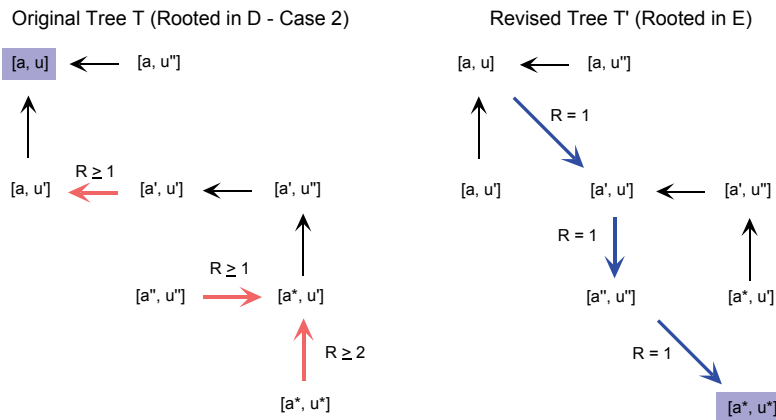 Original Tree T (Rooted in D - Case 2)
[a, u]
[a, u'']
R ≥ 1
[a, u']
[a', u']
[a', u'']
R ≥ 1
[a'', u'']
[a*, u']
R ≥ 2
[a*, u*]
Revised Tree T' (Rooted in E)
[a, u]
[a, u'']
R = 1
[a, u']
[a', u']
[a', u'']
R = 1
[a'', u'']
[a*, u']
R = 1
[a*, u*]